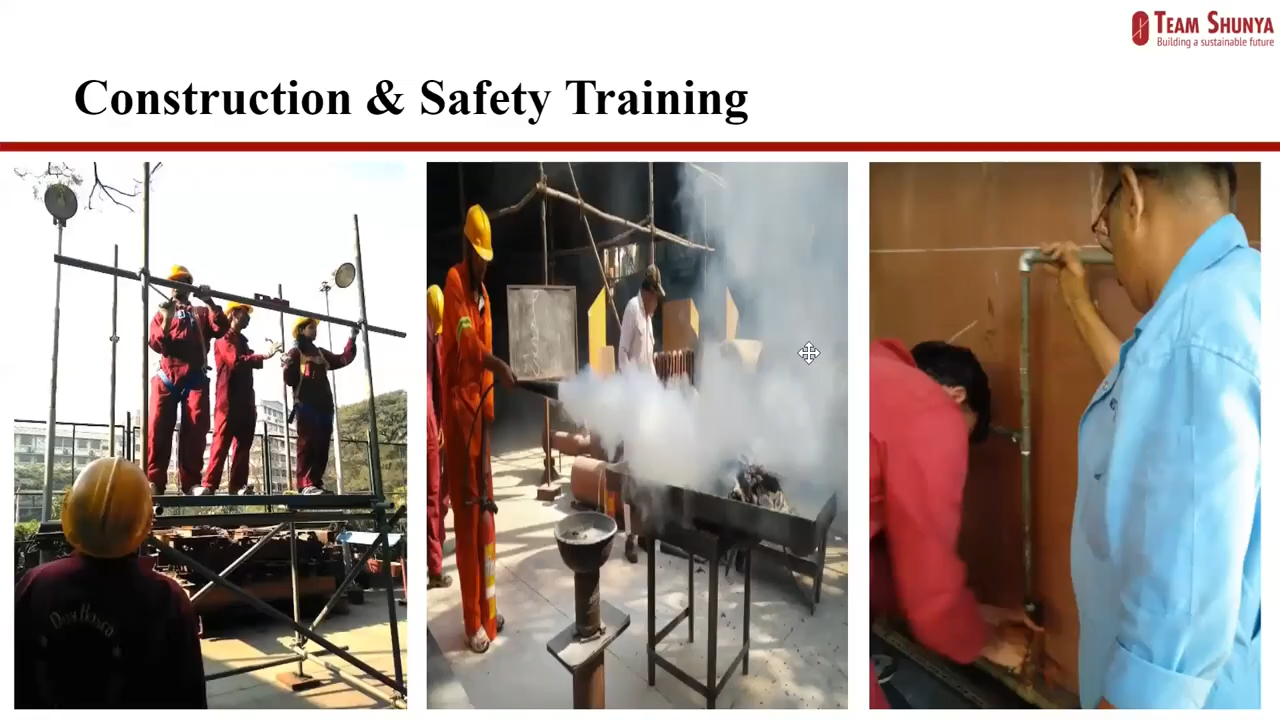 TEAM SHUNYA
Building a sustainable future
Construction & Safety Training